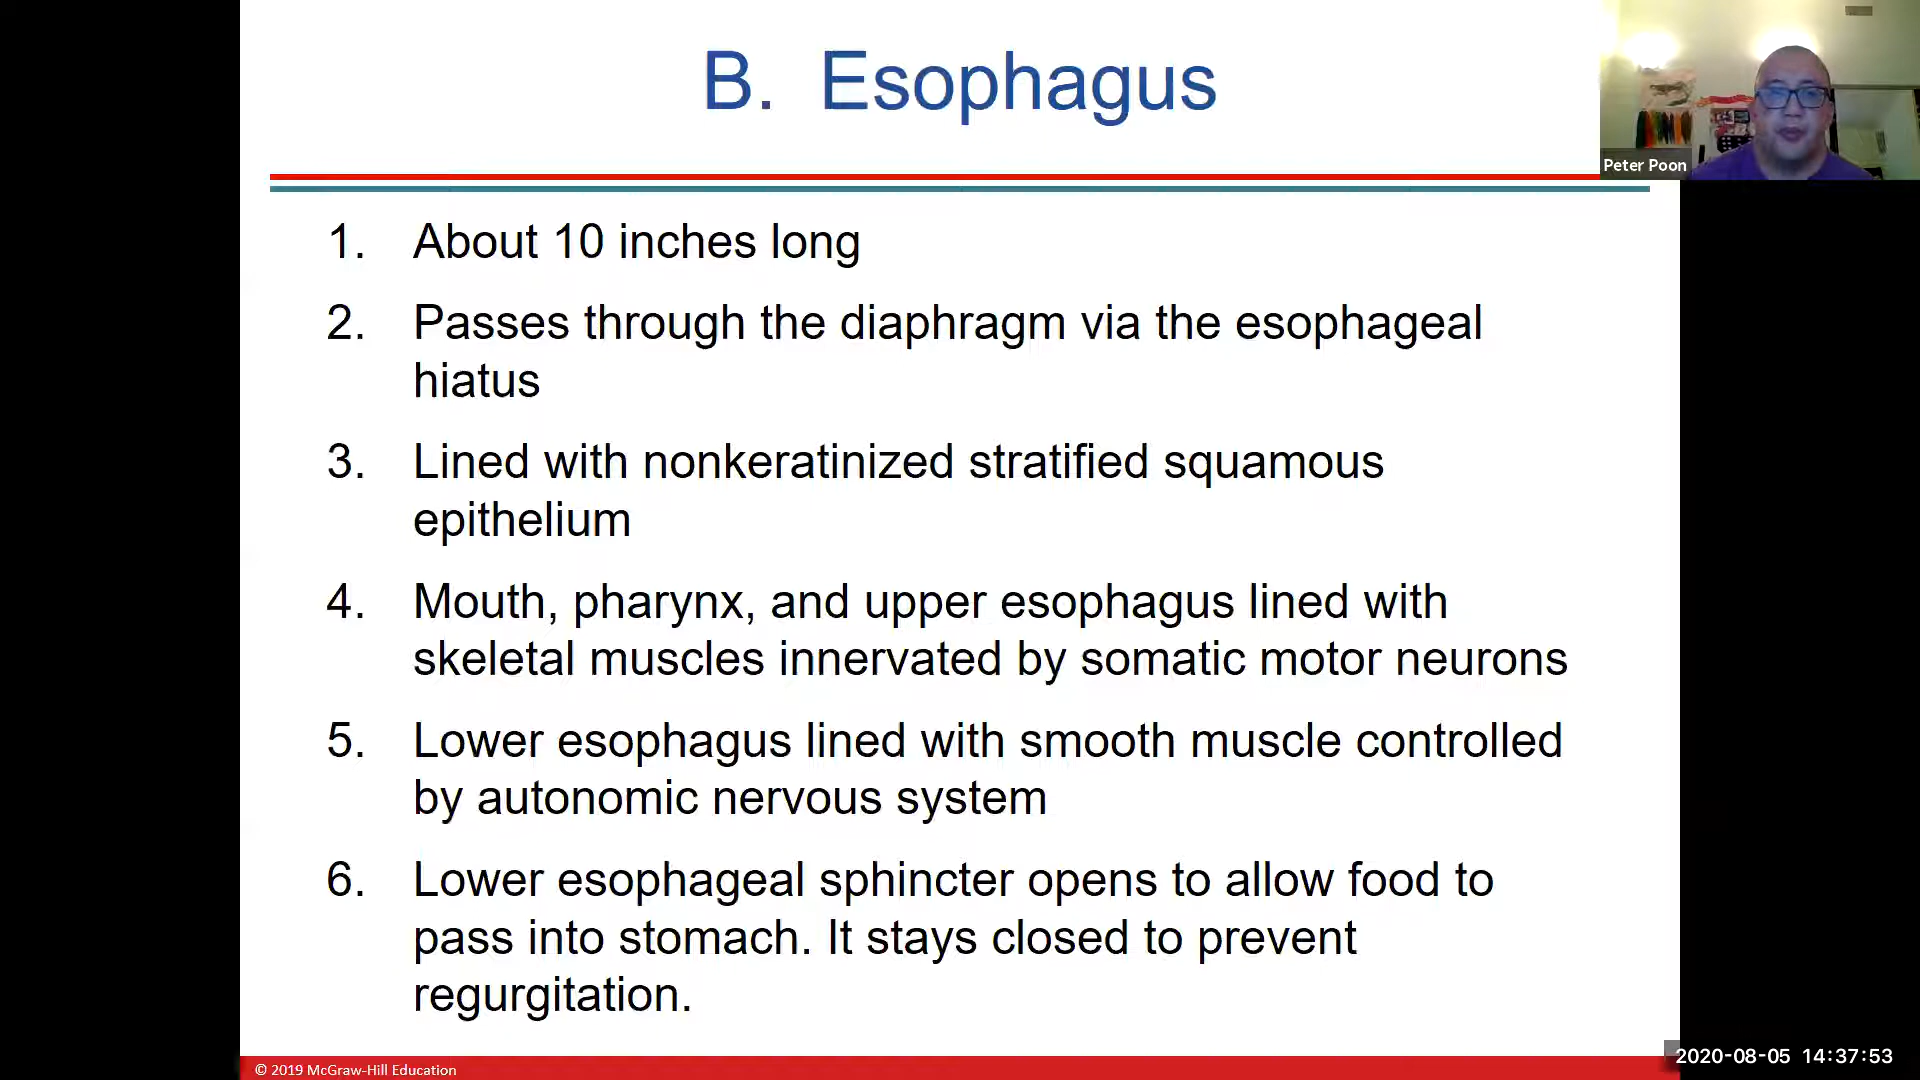 B. Esophagus
Peter Poon
1. About 10 inches long
2. Passes through the diaphragm via the esophageal
hiatus
3. Lined with nonkeratinized stratified squamous
epithelium
4. Mouth, pharynx, and upper esophagus lined with
skeletal muscles innervated by somatic motor neurons
5. Lower esophagus lined with smooth muscle controlled
by autonomic nervous system
6. Lower esophageal sphincter opens to allow food to
pass into stomach. It stays closed to prevent
regurgitation.
© 2019 McGraw-Hill Education
2020-08-05 14:37:53